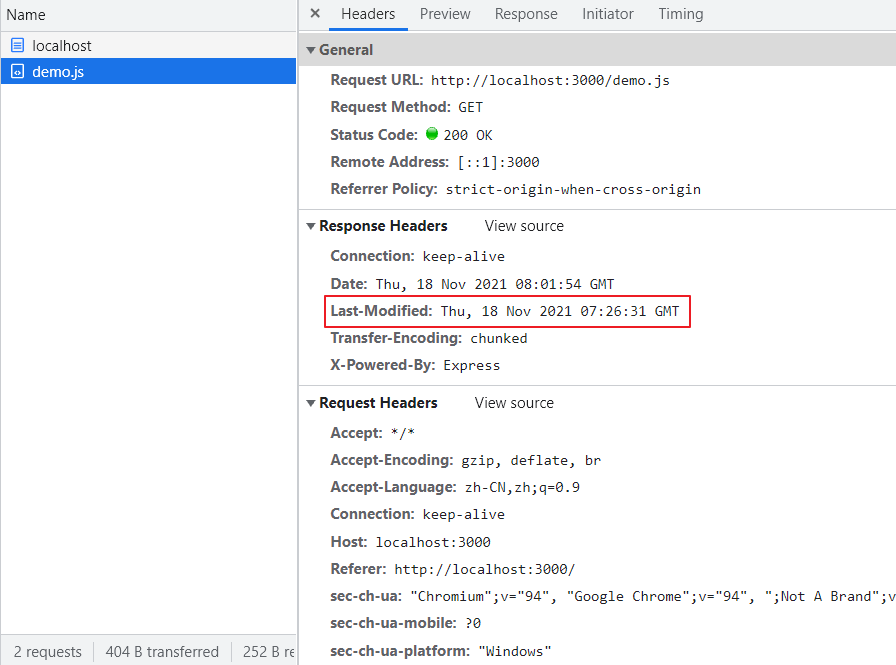 Name
localhost
demo.js
2 requests 404 B transferred 252 B re
× Headers Preview Response Initiator Timing
General
Request URL: http://localhost:3000/demo.js
Request Method: GET
Status Code: 200 OK
Remote Address: [::1]:3000
Referrer Policy: strict-origin-when-cross-origin
Response Headers View source
Connection: keep-alive
Date: Thu, 18 Nov 2021 08:01:54 GMT
Last-Modified: Thu, 18 Nov 2021 07:26:31 GMT
Transfer-Encoding: chunked
X-Powered-By: Express
Request Headers View source
Accept: */*
Accept-Encoding: gzip, deflate, br
Accept-Language: zh-CN,zh;q=0.9
Connection: keep-alive
Host: localhost:3000
Referer: http://localhost:3000/
sec-ch-ua: "Chromium";v="94", "Google Chrome";v="94", ";Not A Brand";v
sec-ch-ua-mobile: ?0
sec-ch-ua-platform: "Windows"